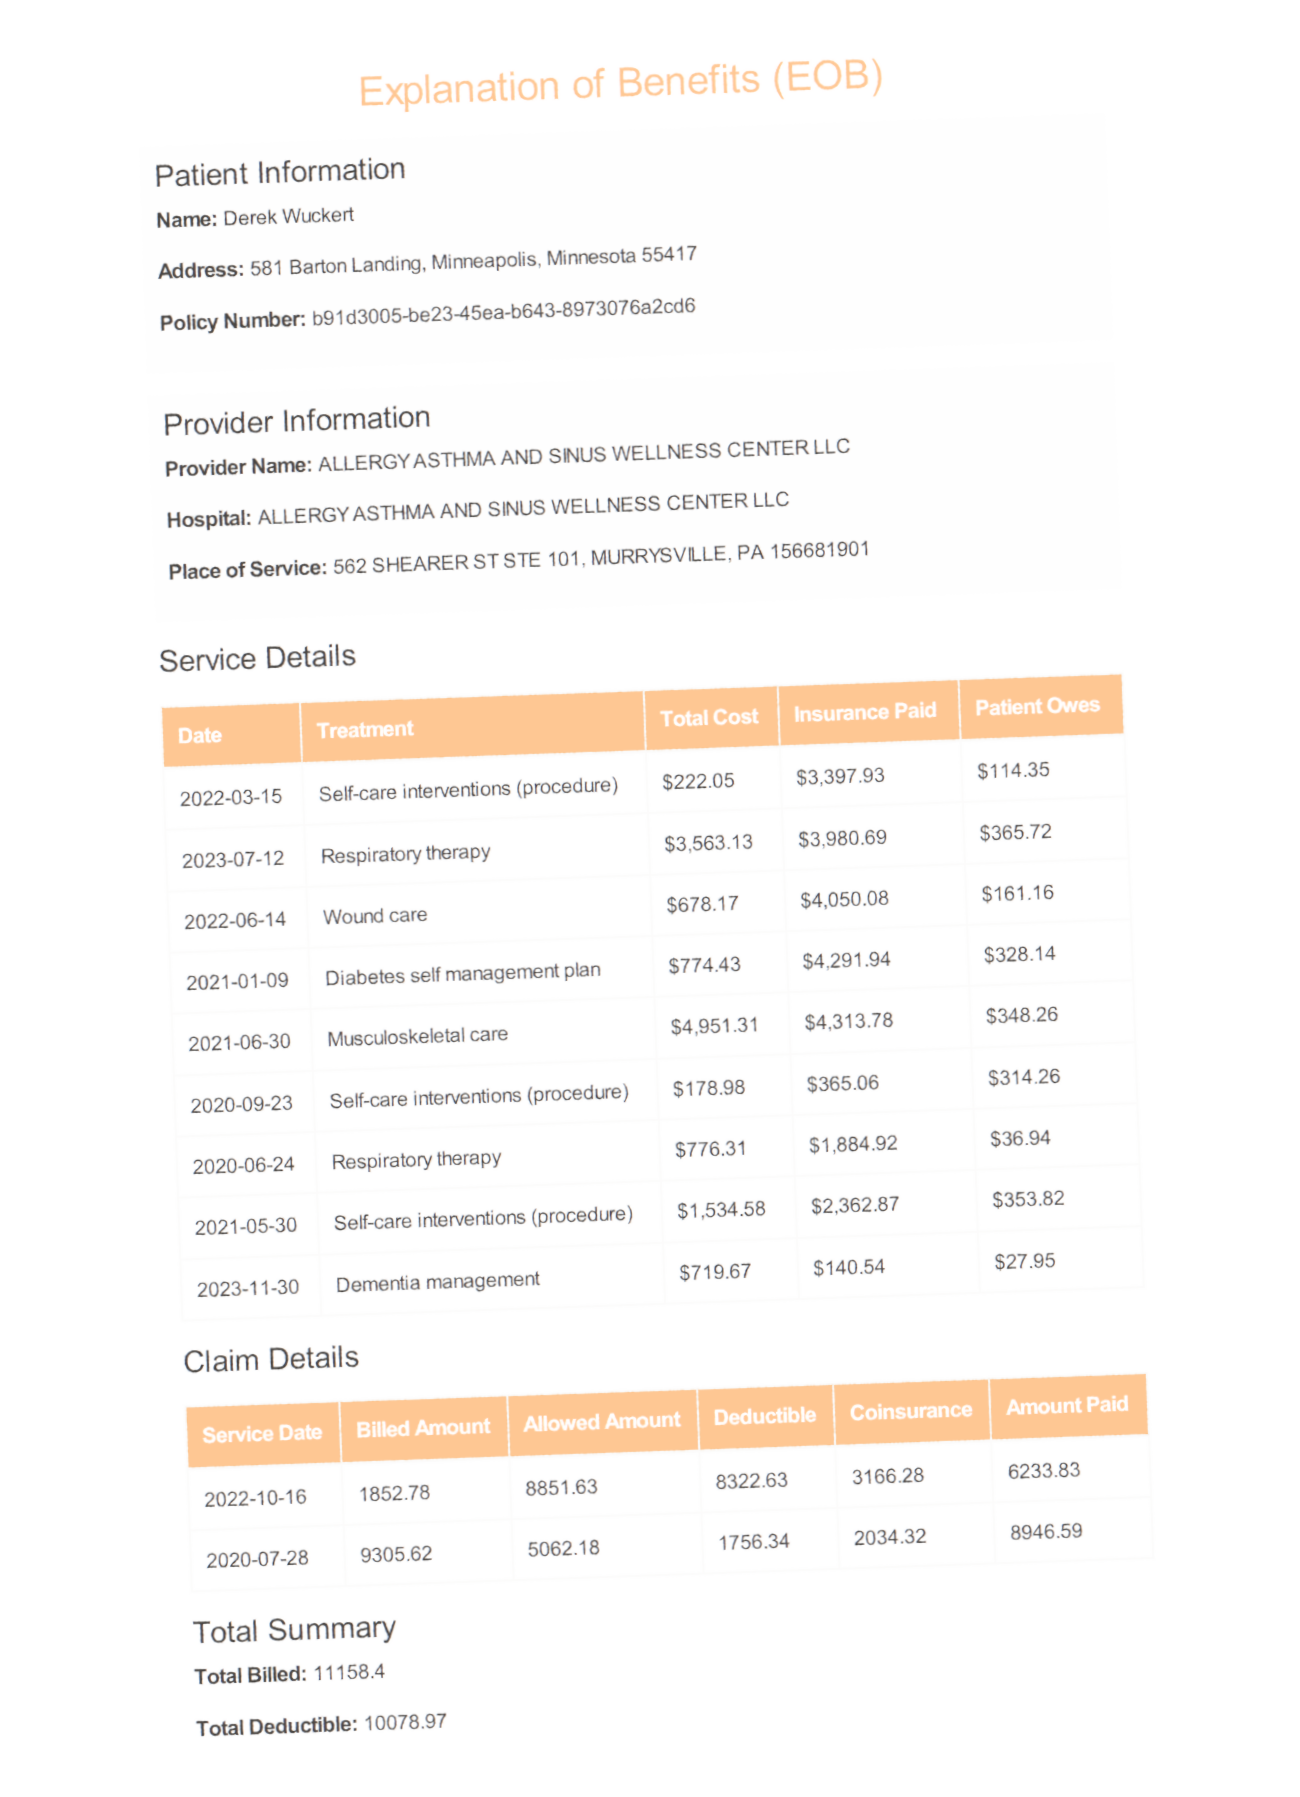 Explanation of Benefits (EOB)
Patient Information
Name: Derek Wuckert
Address: 581 Barton Landing, Minneapolis, Minnesota 55417
Policy Number: b91d3005-be23-45ea-b643-8973076a2cd6
Provider Information
Provider Name: ALLERGY ASTHMA AND SINUS WELLNESS CENTER LLC
Hospital: ALLERGY ASTHMA AND SINUS WELLNESS CENTER LLC
Place of Service: 562 SHEARER ST STE 101, MURRYSVILLE, PA 156681901
Service Details
Date Treatment Total Cost Insurance Paid Patient Owes
2022-03-15 Self-care interventions (procedure) $222.05 $3,397.93 $114.35
2023-07-12 Respiratory therapy $3,563.13 $3,980.69 $365.72
2022-06-14 Wound care $678.17 $4,050.08 $161.16
2021-01-09 Diabetes self management plan $774.43 $4,291.94 $328.14
2021-06-30 Musculoskeletal care $4,951.31 $4,313.78 $348.26
2020-09-23 Self-care interventions (procedure) $178.98 $365.06 $314.26
2020-06-24 Respiratory therapy $776.31 $1,884.92 $36.94
2021-05-30 Self-care interventions (procedure) $1,534.58 $2,362.87 $353.82
2023-11-30 Dementia management $719.67 $140.54 $27.95
Claim Details
Service Date Billed Amount Allowed Amount Deductible Coinsurance Amount Paid
2022-10-16 1852.78 8851.63 8322.63 3166.28 6233.83
2020-07-28 9305.62 5062.18 1756.34 2034.32 8946.59
Total Summary
Total Billed: 11158.4
Total Deductible: 10078.97